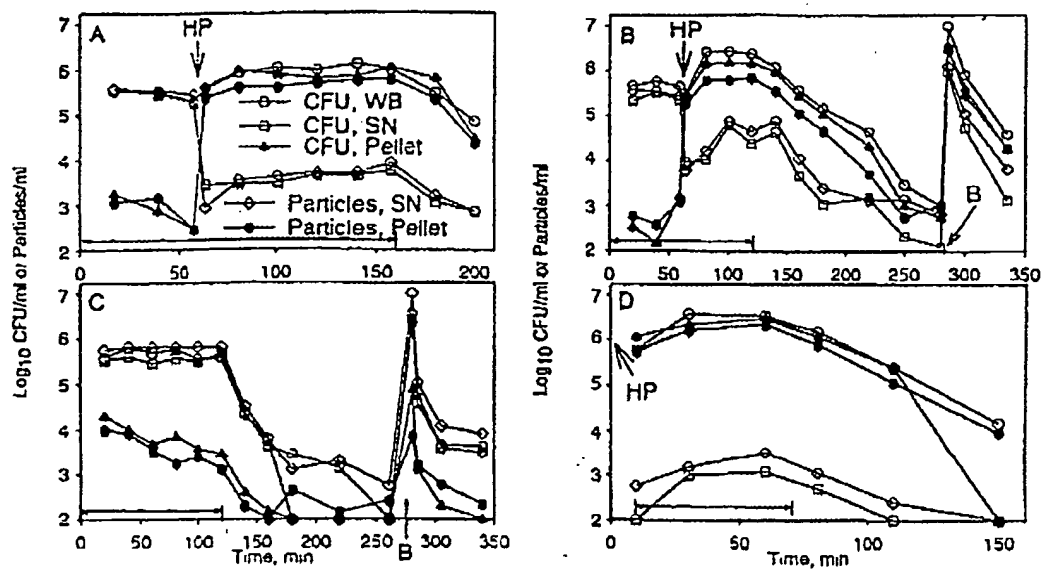 A
HP
7
6
5
4
3
2
CFU, WB
CFU, SN
CFU, Pellet
Particles, SN
Particles, Pellet
0 50 100 150 200
B
HP
7
8
5
4
3
2
B
0 50 100 150 200 250 300 350
Log10 CFU/ml or Particles/ml
Log10 CFU/ml or Particles/ml
C
7
6
5
4
3
2
0 50 100 150 200 250 300 340
B
Time, min
D
7
6
5
4
3
2
HP
0 50 100 150
Time, min